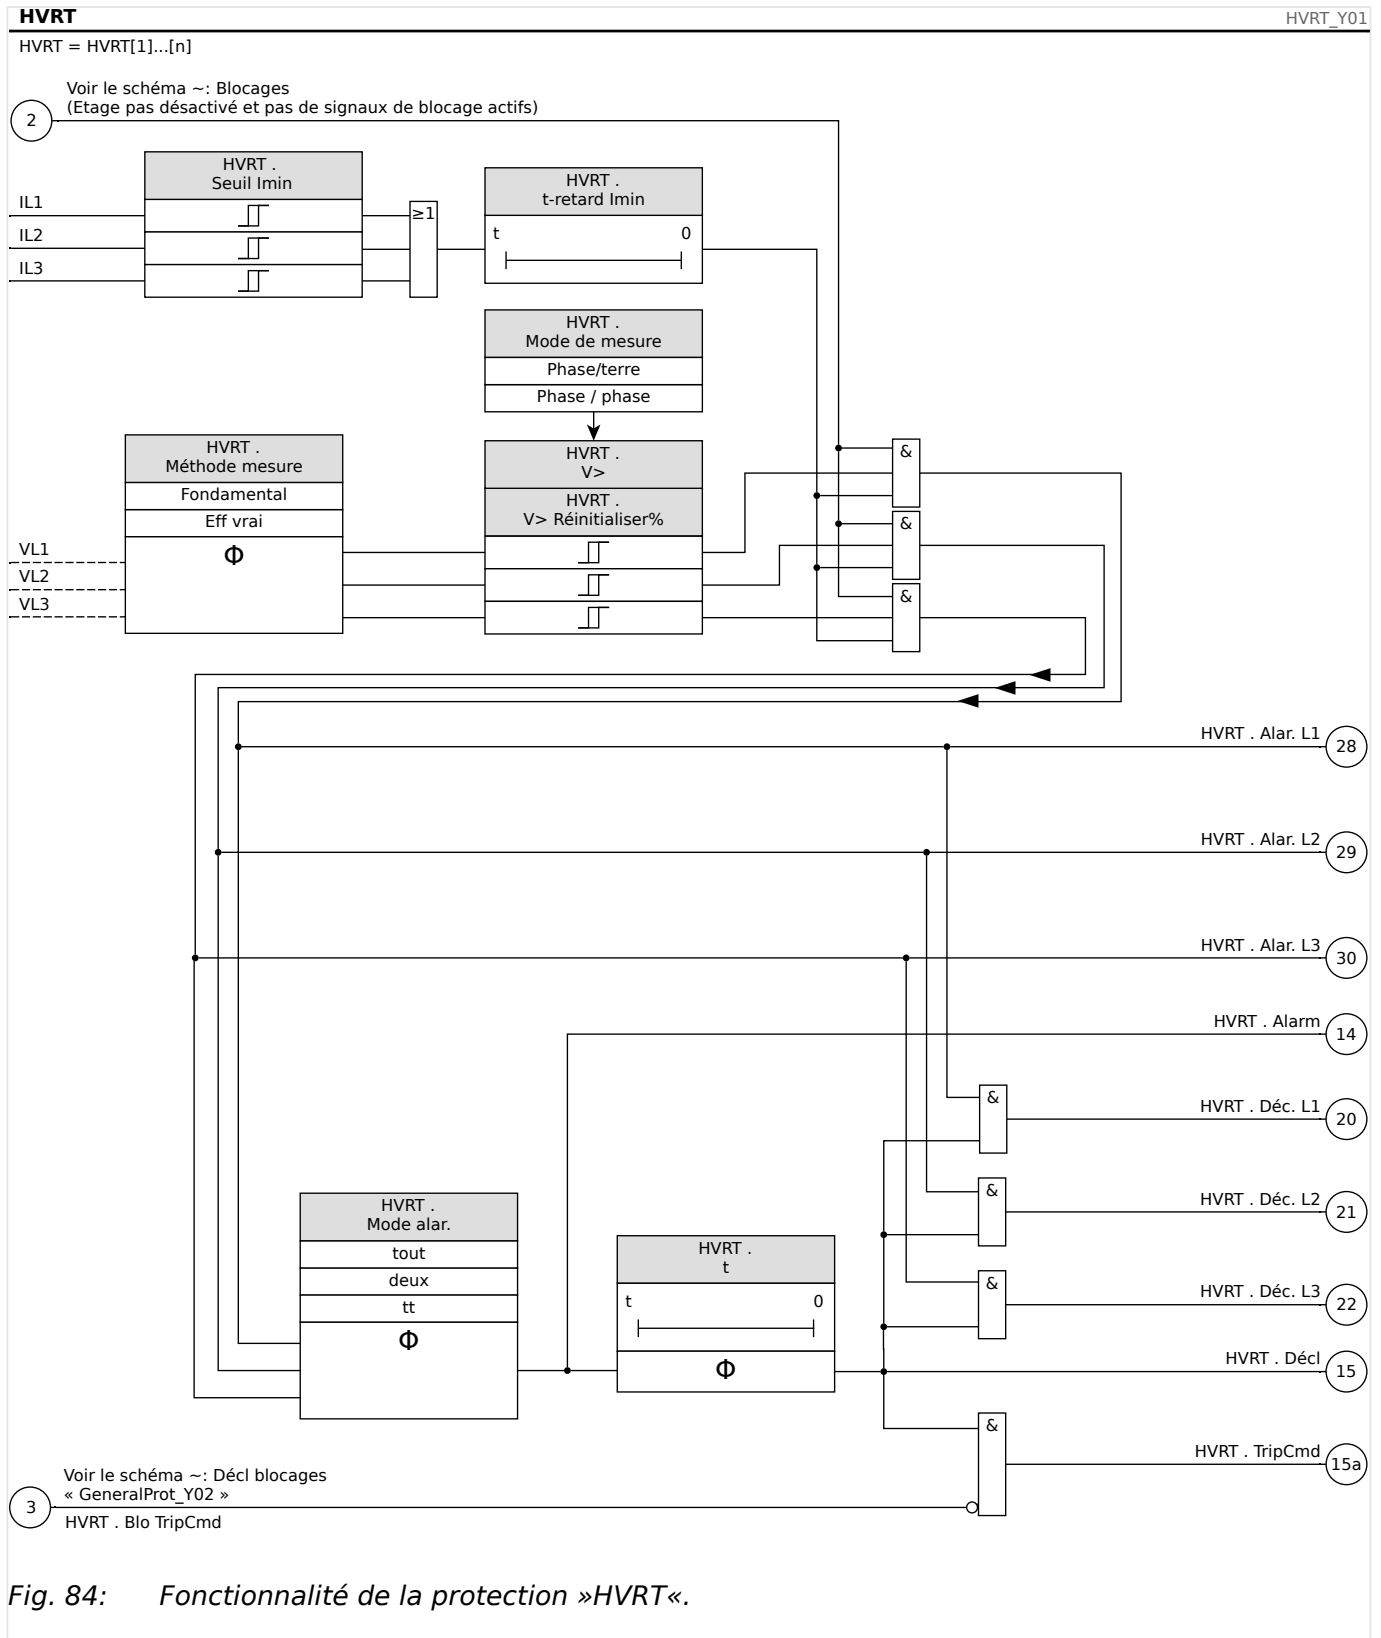 HVRT
HVRT_Y01
HVRT = HVRT[1]...[n]
Voir le schéma ~: Blocages
(Etage pas désactivé et pas de signaux de blocage actifs)
2
HVRT .
Seuil Imin
IL1
IL2
IL3
≥1
HVRT .
t-retard Imin
t
0
HVRT .
Mode de mesure
Phase/terre
Phase / phase
HVRT .
Méthode mesure
Fondamental
Eff vrai
Φ
VL1
VL2
VL3
HVRT .
V>
HVRT .
V> Réinitialiser%
&
&
&
HVRT . Alar. L1
28
HVRT . Alar. L2
29
HVRT . Alar. L3
30
HVRT . Alarm
14
&
HVRT . Déc. L1
20
&
HVRT . Déc. L2
21
&
HVRT . Déc. L3
22
HVRT .
Mode alar.
tout
deux
tt
Φ
HVRT .
t
t
0
Φ
HVRT . Décl
15
&
HVRT . TripCmd
15a
Voir le schéma ~: Décl blocages
« GeneralProt_Y02 »
3
HVRT . Blo TripCmd
Fig. 84: Fonctionnalité de la protection »HVRT«.